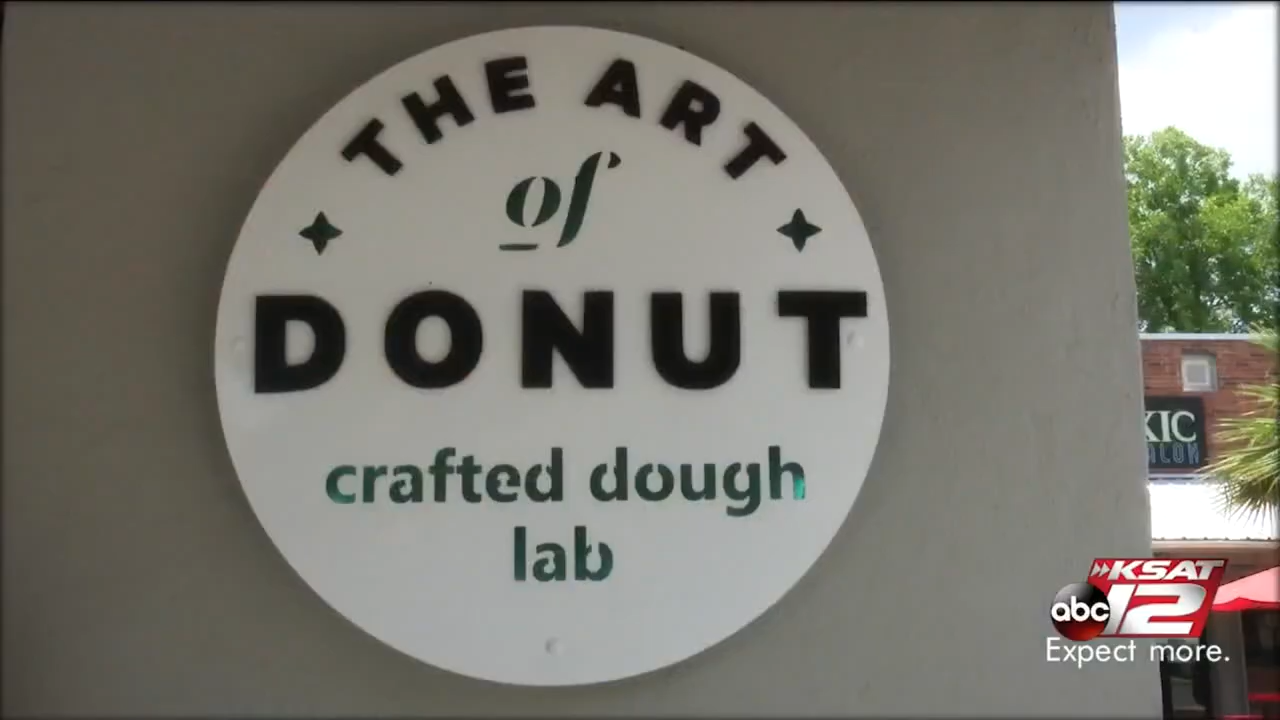 THE ART
of
DONUT
crafted dough
lab
KSAT
abc 12
Expect more.